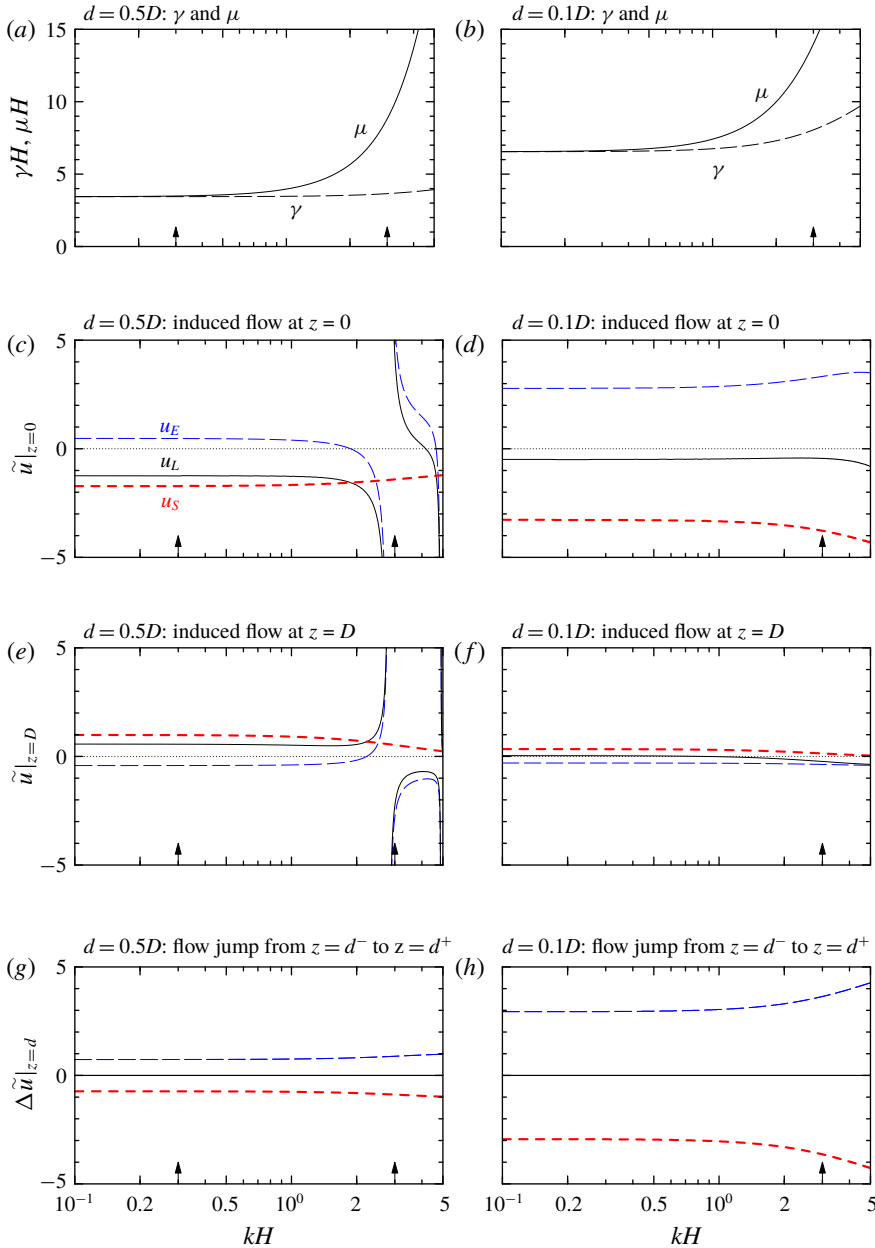 (a) d = 0.5D: γ and μ
(b) d = 0.1D: γ and μ
γH, μH
15
10
5
0
μ
γ
μ
γ
(c) d = 0.5D: induced flow at z = 0
(d) d = 0.1D: induced flow at z = 0
ũ|z=0
5
0
−5
u_E
u_L
u_S
(e) d = 0.5D: induced flow at z = D
(f) d = 0.1D: induced flow at z = D
ũ|z=D
5
0
−5
(g) d = 0.5D: flow jump from z = d⁻ to z = d⁺
(h) d = 0.1D: flow jump from z = d⁻ to z = d⁺
Δũ|z=d
5
0
−5
10⁻¹ 0.2 0.5 10⁰ 2 5
10⁻¹ 0.2 0.5 10⁰ 2 5
kH
kH